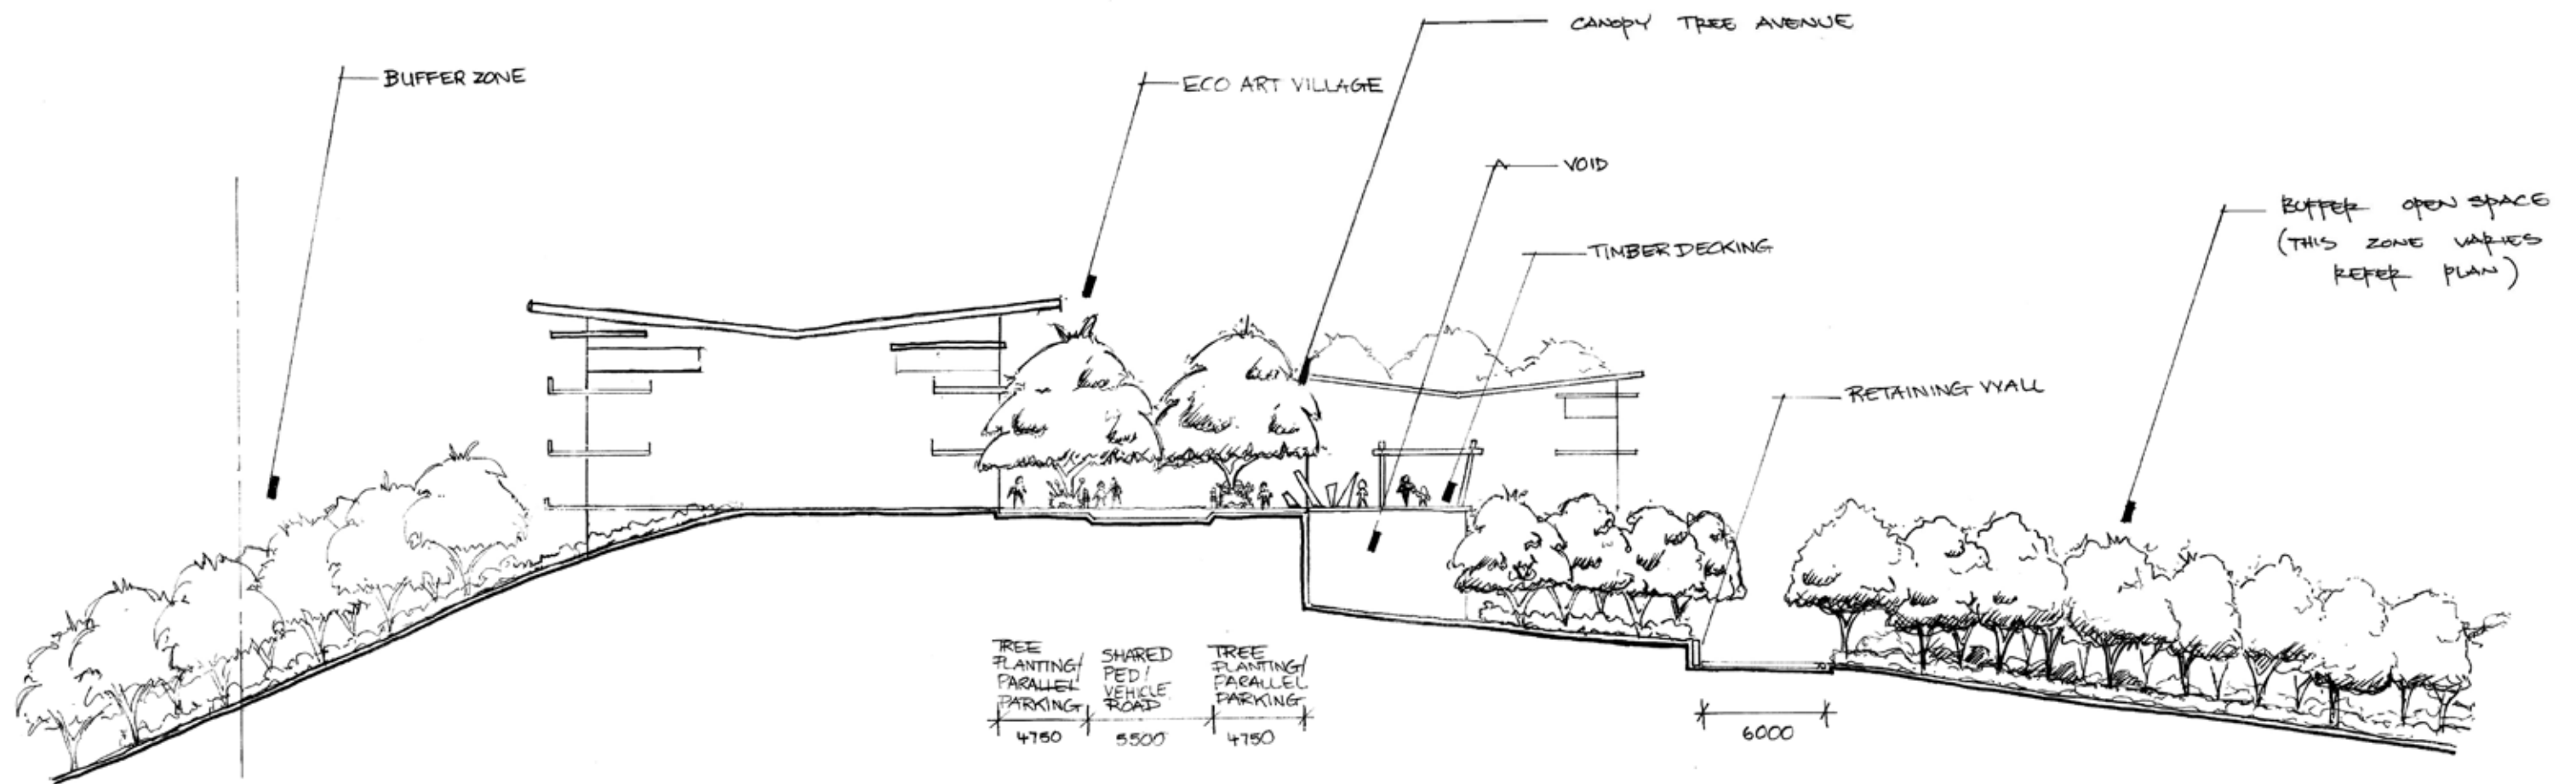 CANOPY TREE AVENUE
BUFFER ZONE
ECO ART VILLAGE
VOID
BUFFER OPEN SPACE
(THIS ZONE VARIES
REFER PLAN)
TIMBER DECKING
RETAINING WALL
TREE
PLANTING/
PARALLEL
PARKING
4750
SHARED
PED/
VEHICLE
ROAD
5500
TREE
PLANTING/
PARALLEL
PARKING
4750
6000